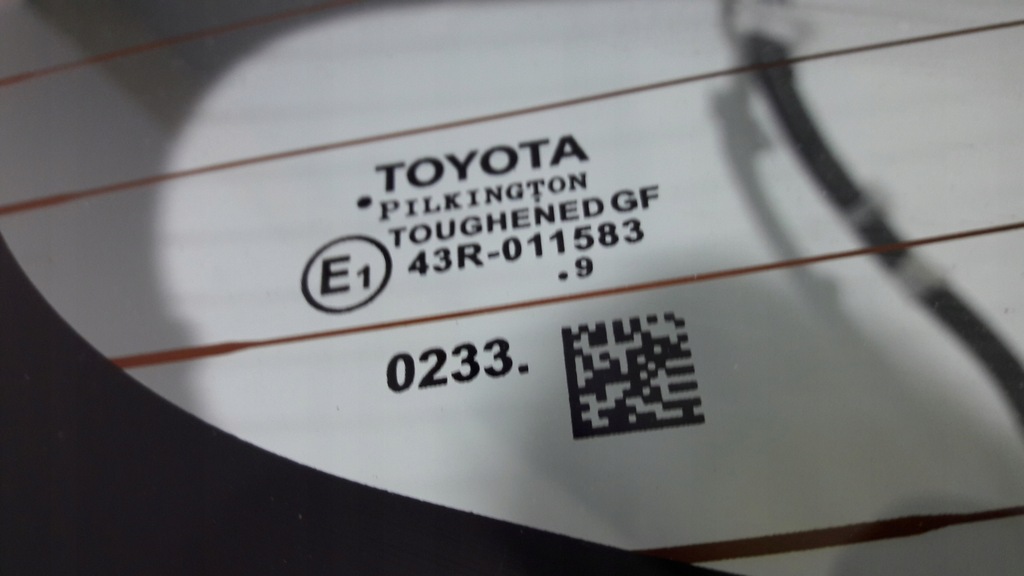 TOYOTA
.PILKINGTON
TOUGHENED GF
E1 43R-011583
.9
0233.